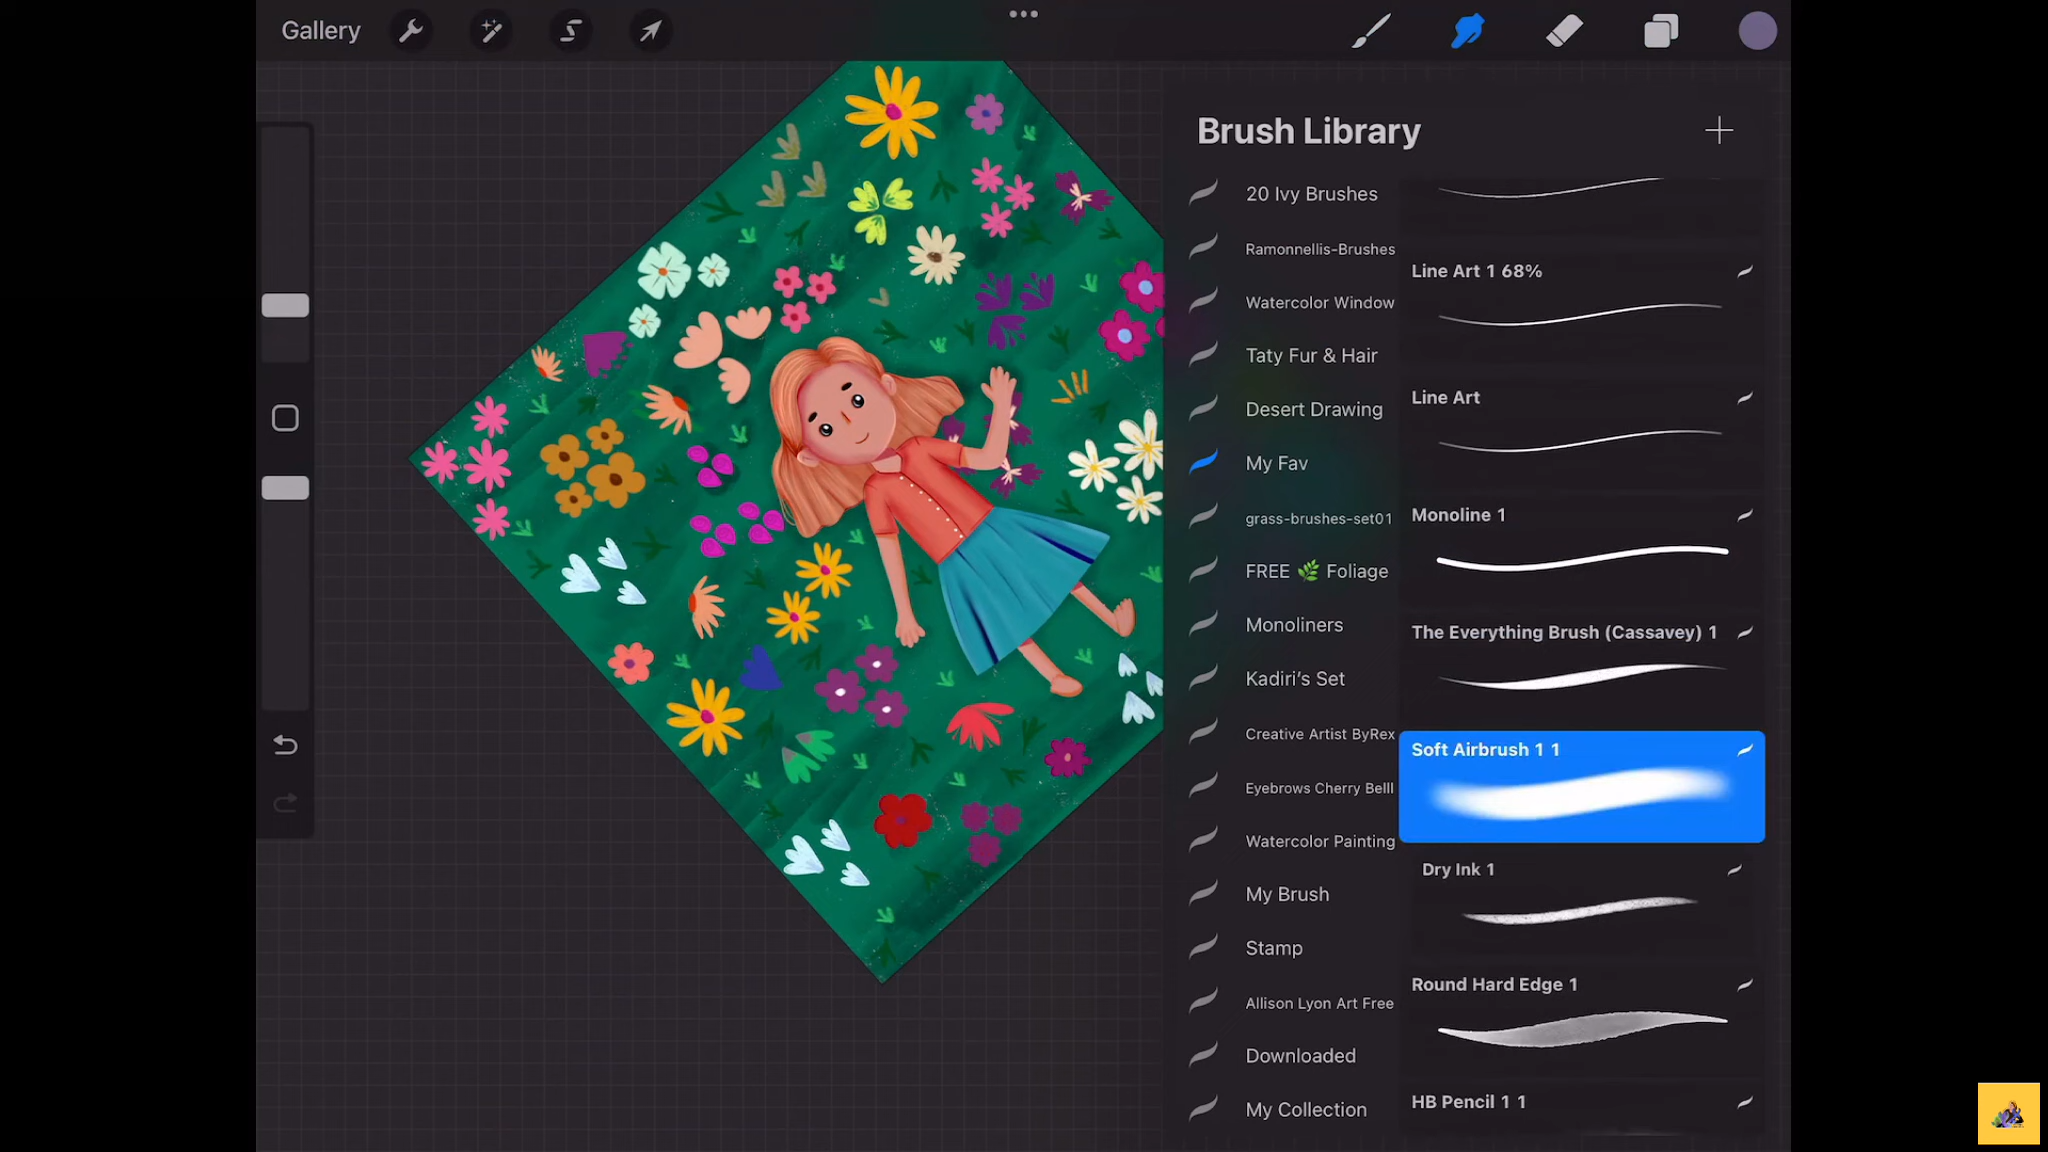 Gallery
Brush Library
20 Ivy Brushes
Ramonnellis-Brushes
Watercolor Window
Taty Fur & Hair
Desert Drawing
My Fav
grass-brushes-set01
FREE 🌿 Foliage
Monoliners
Kadiri's Set
Creative Artist ByRex
Eyebrows Cherry Belll
Watercolor Painting
My Brush
Stamp
Allison Lyon Art Free
Downloaded
My Collection
Line Art 1 68%
Line Art
Monoline 1
The Everything Brush (Cassavey) 1
Soft Airbrush 1 1
Dry Ink 1
Round Hard Edge 1
HB Pencil 1 1